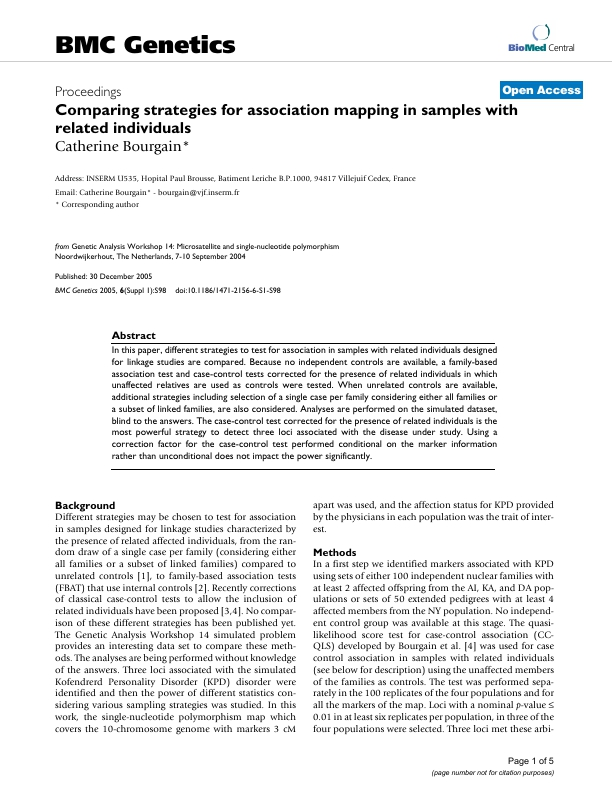 BMC Genetics
BioMed Central
Open Access
Proceedings
Comparing strategies for association mapping in samples with
related individuals
Catherine Bourgain*
Address: INSERM U535, Hopital Paul Brousse, Batiment Leriche B.P.1000, 94817 Villejuif Cedex, France
Email: Catherine Bourgain* - bourgain@vjf.inserm.fr
* Corresponding author
from Genetic Analysis Workshop 14: Microsatellite and single-nucleotide polymorphism
Noordwijkerhout, The Netherlands, 7-10 September 2004
Published: 30 December 2005
BMC Genetics 2005, 6(Suppl 1):S98 doi:10.1186/1471-2156-6-S1-S98
Abstract
In this paper, different strategies to test for association in samples with related individuals designed
for linkage studies are compared. Because no independent controls are available, a family-based
association test and case-control tests corrected for the presence of related individuals in which
unaffected relatives are used as controls were tested. When unrelated controls are available,
additional strategies including selection of a single case per family considering either all families or
a subset of linked families, are also considered. Analyses are performed on the simulated dataset,
blind to the answers. The case-control test corrected for the presence of related individuals is the
most powerful strategy to detect three loci associated with the disease under study. Using a
correction factor for the case-control test performed conditional on the marker information
rather than unconditional does not impact the power significantly.
Background
Different strategies may be chosen to test for association
in samples designed for linkage studies characterized by
the presence of related affected individuals, from the ran-
dom draw of a single case per family (considering either
all families or a subset of linked families) compared to
unrelated controls [1], to family-based association tests
(FBAT) that use internal controls [2]. Recently corrections
of classical case-control tests to allow the inclusion of
related individuals have been proposed [3,4]. No compar-
ison of these different strategies has been published yet.
The Genetic Analysis Workshop 14 simulated problem
provides an interesting data set to compare these meth-
ods. The analyses are being performed without knowledge
of the answers. Three loci associated with the simulated
Kofendrerd Personality Disorder (KPD) disorder were
identified and then the power of different statistics con-
sidering various sampling strategies was studied. In this
work, the single-nucleotide polymorphism map which
covers the 10-chromosome genome with markers 3 cM
apart was used, and the affection status for KPD provided
by the physicians in each population was the trait of inter-
est.
Methods
In a first step we identified markers associated with KPD
using sets of either 100 independent nuclear families with
at least 2 affected offspring from the AI, KA, and DA pop-
ulations or sets of 50 extended pedigrees with at least 4
affected members from the NY population. No independ-
ent control group was available at this stage. The quasi-
likelihood score test for case-control association (CC-
QLS) developed by Bourgain et al. [4] was used for case
control association in samples with related individuals
(see below for description) using the unaffected members
of the families as controls. The test was performed sepa-
rately in the 100 replicates of the four populations and for
all the markers of the map. Loci with a nominal p-value ≤
0.01 in at least six replicates per population, in three of the
four populations were selected. Three loci met these arbi-
Page 1 of 5
(page number not for citation purposes)